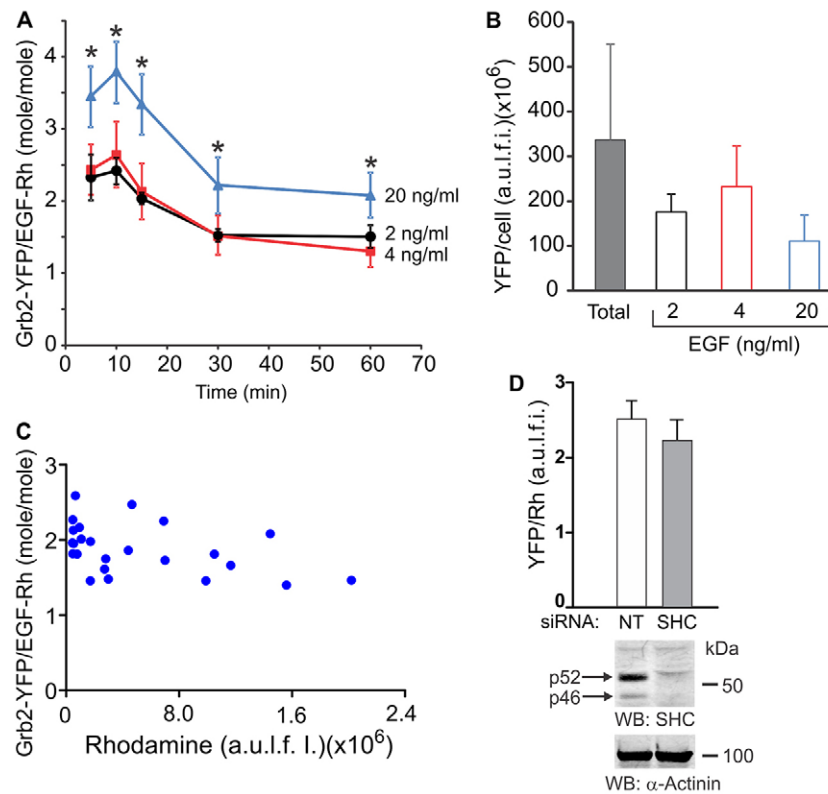 A
Grb2-YFP/EGF-Rh (mole/mole)
4
3
2
1
0
* * * * *
20 ng/ml
2 ng/ml
4 ng/ml
0 10 20 30 40 50 60 70
Time (min)
B
YFP/cell (a.u.l.f.i.)(x10⁶)
600
500
400
300
200
100
0
Total 2 4 20
EGF (ng/ml)
C
Grb2-YFP/EGF-Rh (mole/mole)
3
2
1
0
0 8.0 1.6 2.4
Rhodamine (a.u.l.f. I.)(x10⁶)
D
YFP/Rh (a.u.l.f.i.)
3
2
1
0
siRNA: NT SHC
kDa
p52
50
p46
WB: SHC
100
WB: α-Actinin